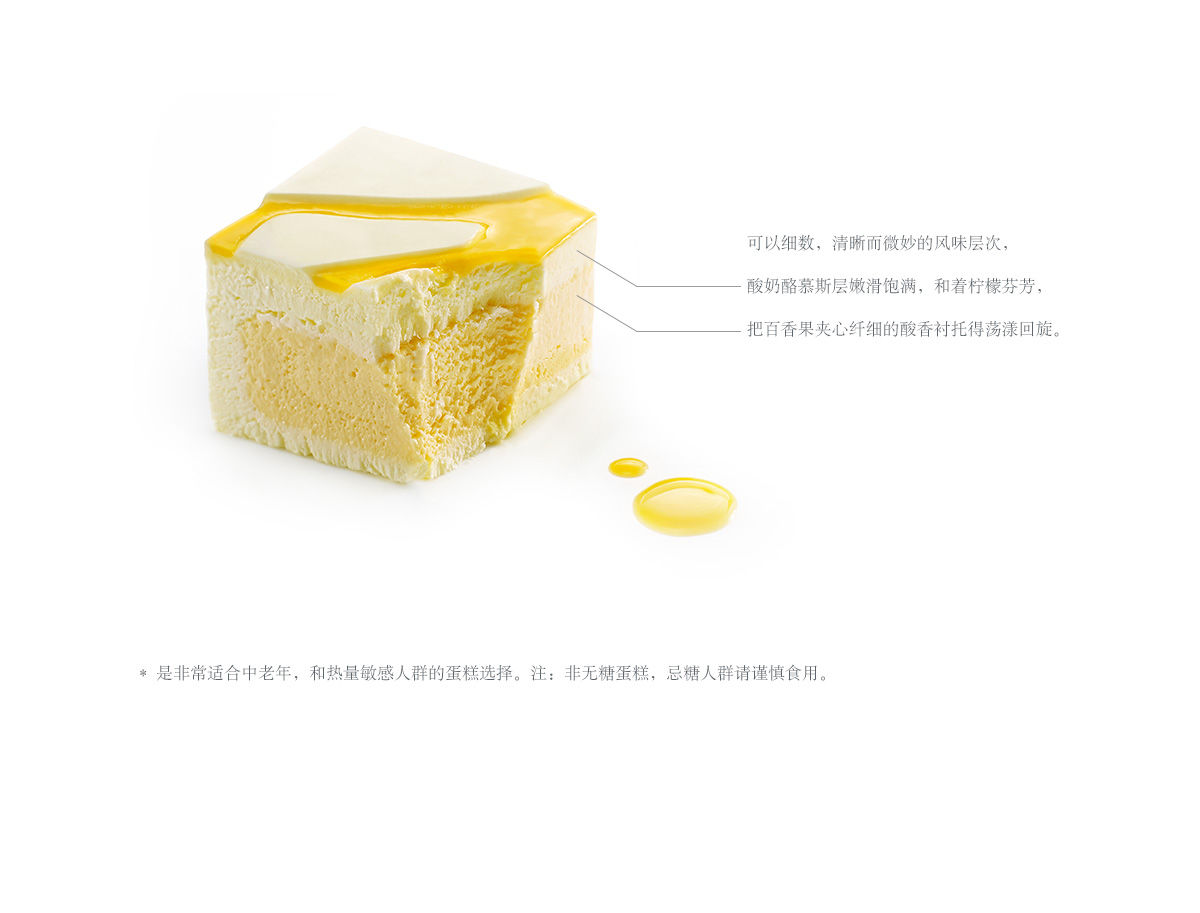 可以细数，清晰而微妙的风味层次，
酸奶酪慕斯层嫩滑饱满，和着柠檬芬芳，
把百香果夹心纤细的酸香衬托得荡漾回旋。
* 是非常适合中老年，和热量敏感人群的蛋糕选择。注：非无糖蛋糕，忌糖人群请谨慎食用。